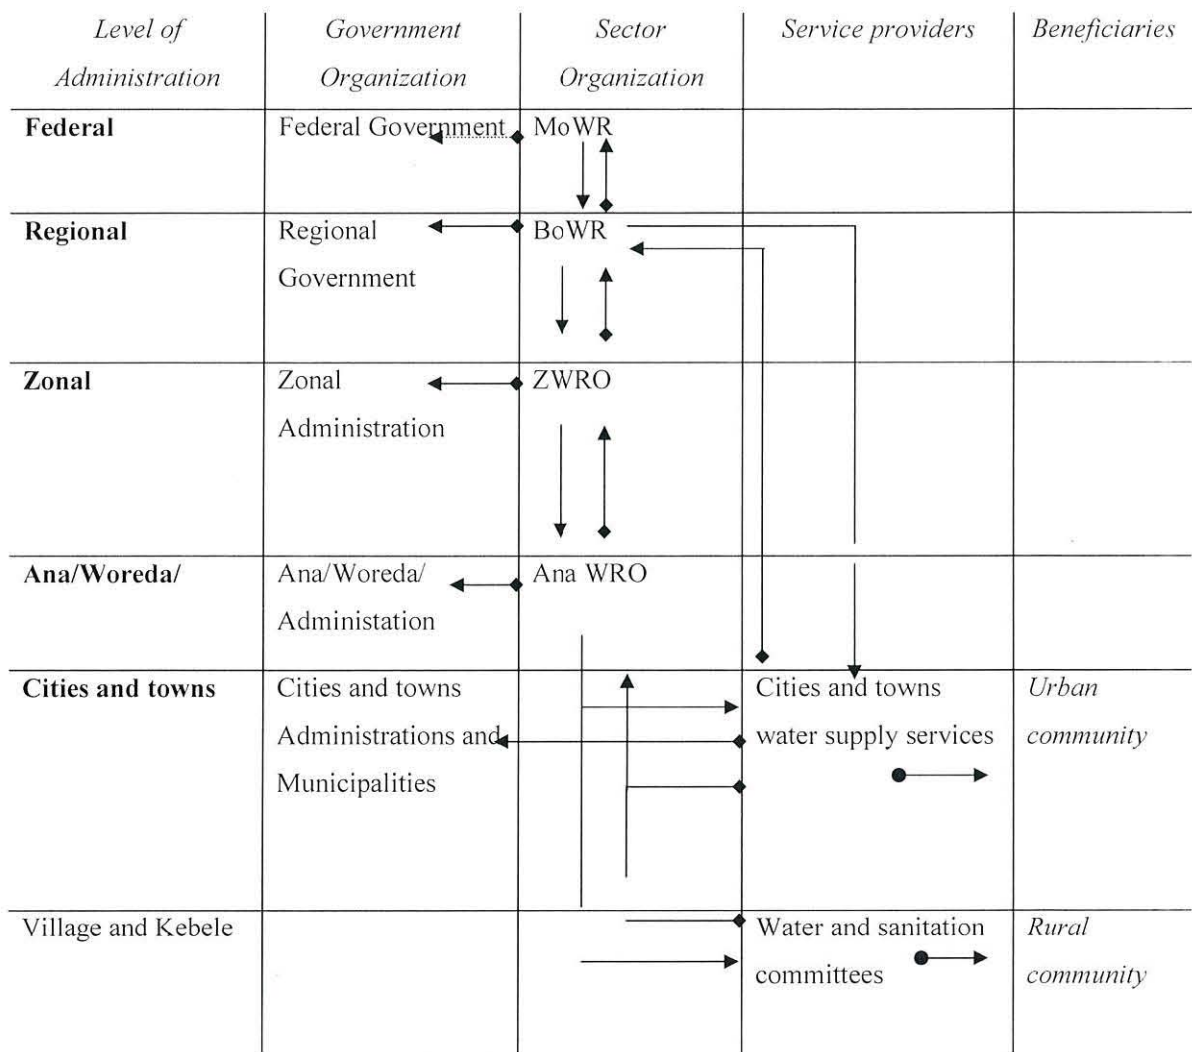 Level of Administration
Government Organization
Sector Organization
Service providers
Beneficiaries
Federal
Federal Government
MoWR
Regional
Regional
Government
BoWR
Zonal
Zonal
Administration
ZWRO
Ana/Woreda/
Ana/Woreda/
Administation
Ana WRO
Cities and towns
Cities and towns
Administrations and
Municipalities
Cities and towns
water supply services
Urban
community
Village and Kebele
Water and sanitation
committees
Rural
community